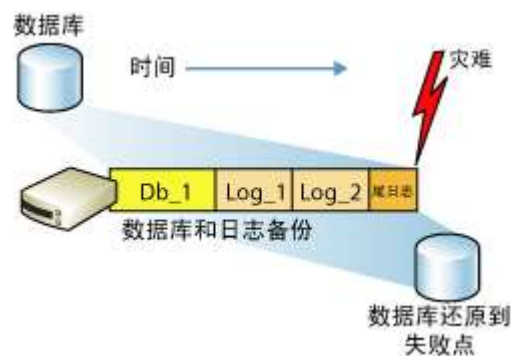 数据库
时间
灾难
Db_1 Log_1 Log_2 尾日志
数据库和日志备份
数据库还原到
失败点